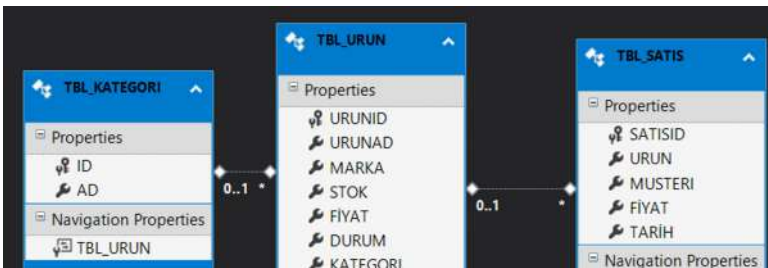 TBL_KATEGORI
Properties
ID
AD
Navigation Properties
TBL_URUN
0..1 *
TBL_URUN
Properties
URUNID
URUNAD
MARKA
STOK
FİYAT
DURUM
KATEGORI
0..1 *
TBL_SATIS
Properties
SATISID
URUN
MUSTERI
FİYAT
TARİH
Navigation Properties